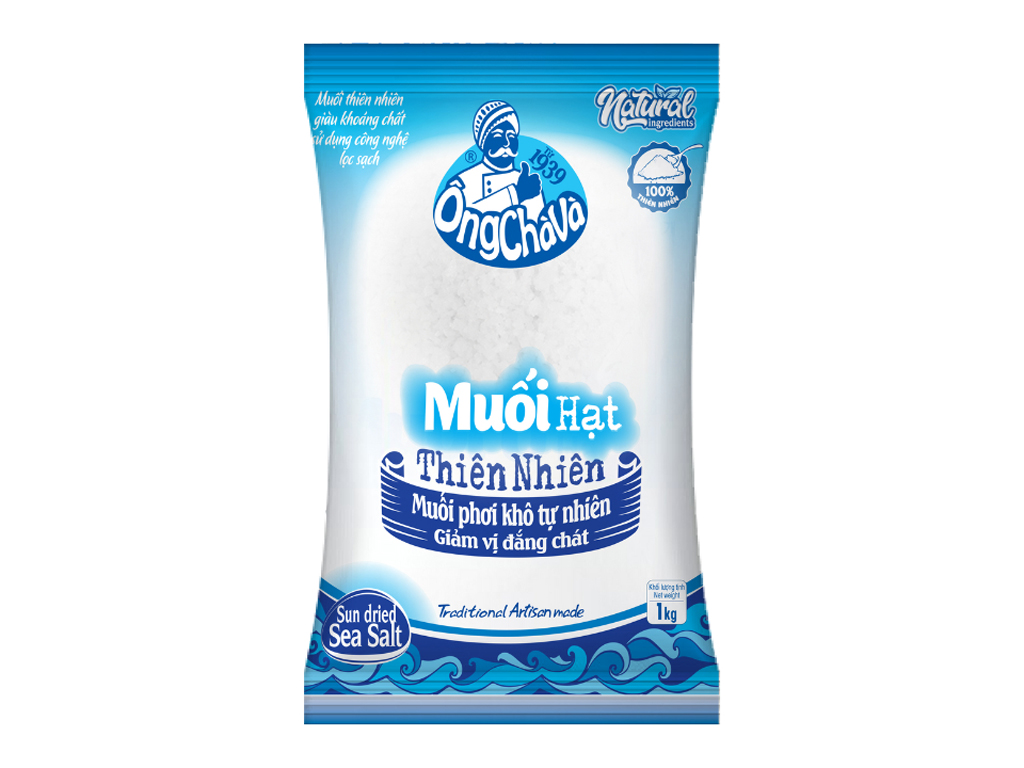 Muối thiên nhiên
giàu khoáng chất
sử dụng công nghệ
lọc sạch
Natural
ingredients
®
Từ
1939
ÔngChàVà
100%
THIÊN NHIÊN
Muối Hạt
Thiên Nhiên
Muối phơi khô tự nhiên
Giảm vị đắng chát
Sun dried
Sea Salt
Traditional Artisan made
Khối lượng tịnh
Net weight
1kg